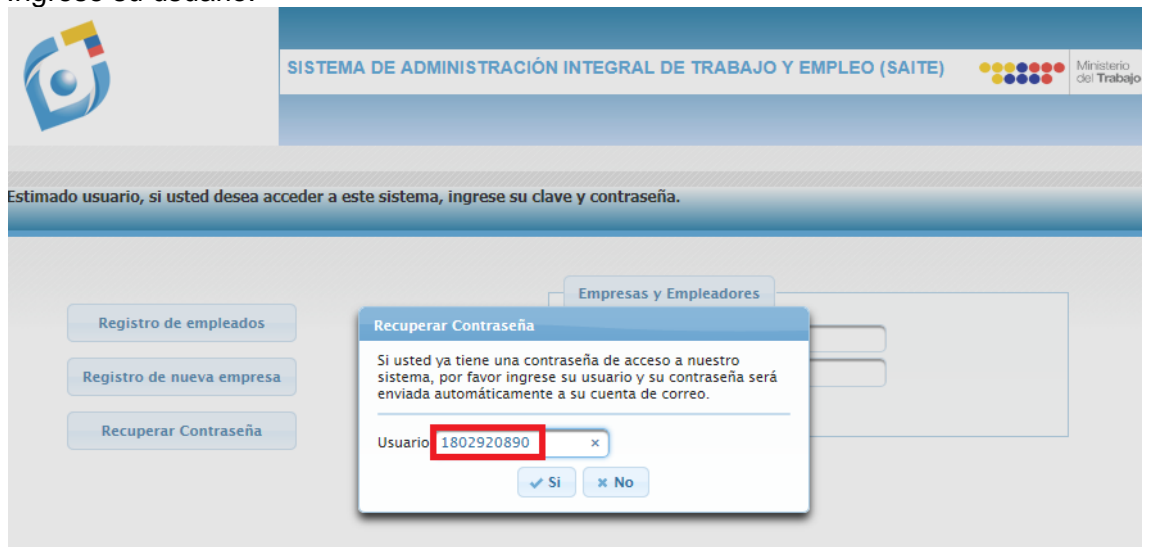 ingrese su usuario.
SISTEMA DE ADMINISTRACIÓN INTEGRAL DE TRABAJO Y EMPLEO (SAITE)
Ministerio
del Trabajo
Estimado usuario, si usted desea acceder a este sistema, ingrese su clave y contraseña.
Empresas y Empleadores
Registro de empleados
Registro de nueva empresa
Recuperar Contraseña
Recuperar Contraseña
Si usted ya tiene una contraseña de acceso a nuestro
sistema, por favor ingrese su usuario y su contraseña será
enviada automáticamente a su cuenta de correo.
Usuario 1802920890 ×
Si No